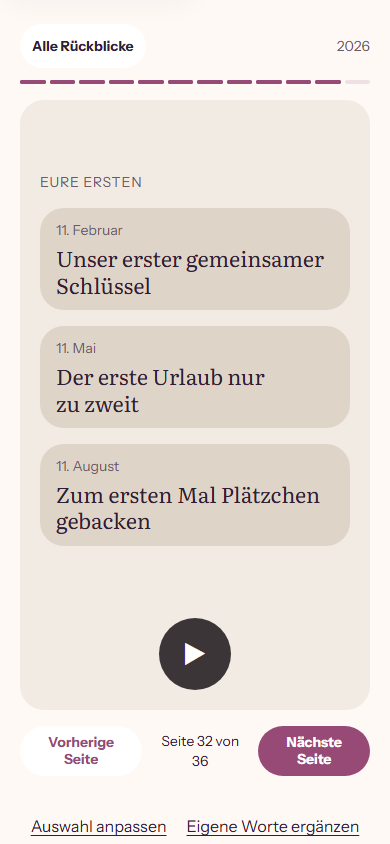 Alle Rückblicke
2026
EURE ERSTEN
11. Februar
Unser erster gemeinsamer
Schlüssel
11. Mai
Der erste Urlaub nur
zu zweit
11. August
Zum ersten Mal Plätzchen
gebacken
Vorherige
Seite
Seite 32 von
36
Nächste
Seite
Auswahl anpassen
Eigene Worte ergänzen